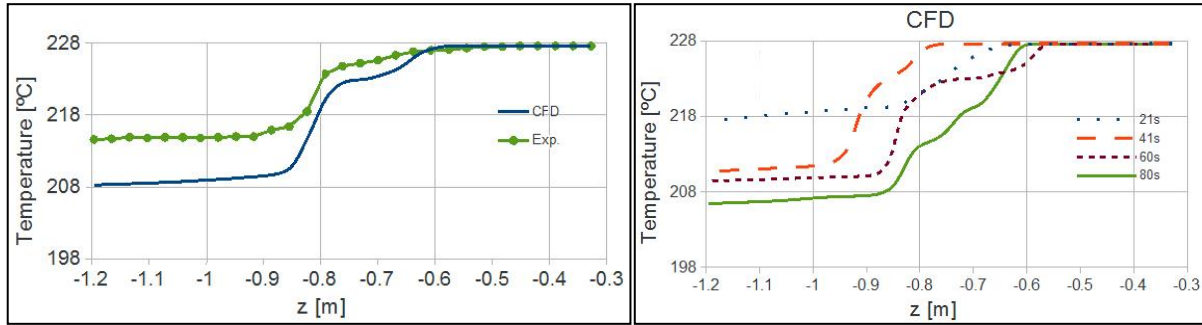 228
218
208
198
Temperature [ºC]
-1.2 -1.1 -1 -0.9 -0.8 -0.7 -0.6 -0.5 -0.4 -0.3
z [m]
CFD
Exp.
CFD
228
218
208
198
Temperature [ºC]
-1.2 -1.1 -1 -0.9 -0.8 -0.7 -0.6 -0.5 -0.4 -0.3
z [m]
21s
41s
60s
80s